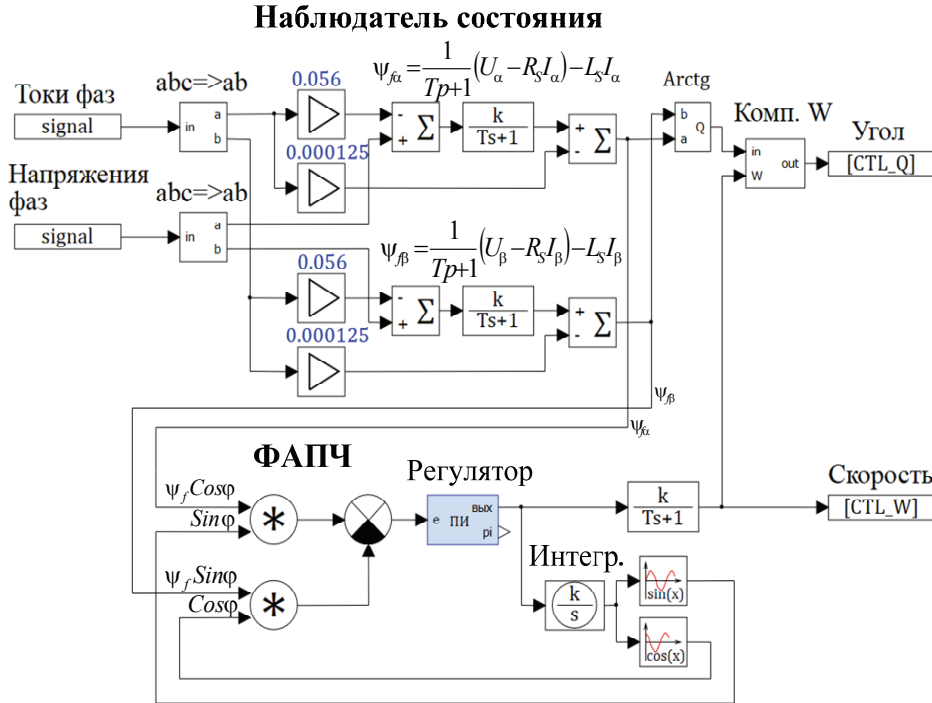 Наблюдатель состояния
ψfα = 1/(Tp+1) (Uα – RSIα) – LSIα
Токи фаз
signal
abc=>ab
in
a
b
0.056
0.000125
-
+
Σ
k
Ts+1
+
-
Σ
Arctg
b
a
Q
Комп. W
in
W
out
Угол
[CTL_Q]
Напряжения
фаз
signal
abc=>ab
in
a
b
ψfβ = 1/(Tp+1) (Uβ – RSIβ) – LSIβ
0.056
0.000125
-
+
Σ
k
Ts+1
+
-
Σ
ψfβ
ψfα
ФАПЧ
Регулятор
ψf Cosφ
Sinφ
*
e
ПИ
вых
pi
k
Ts+1
Скорость
[CTL_W]
ψf Sinφ
Cosφ
*
Интегр.
k
s
sin(x)
cos(x)